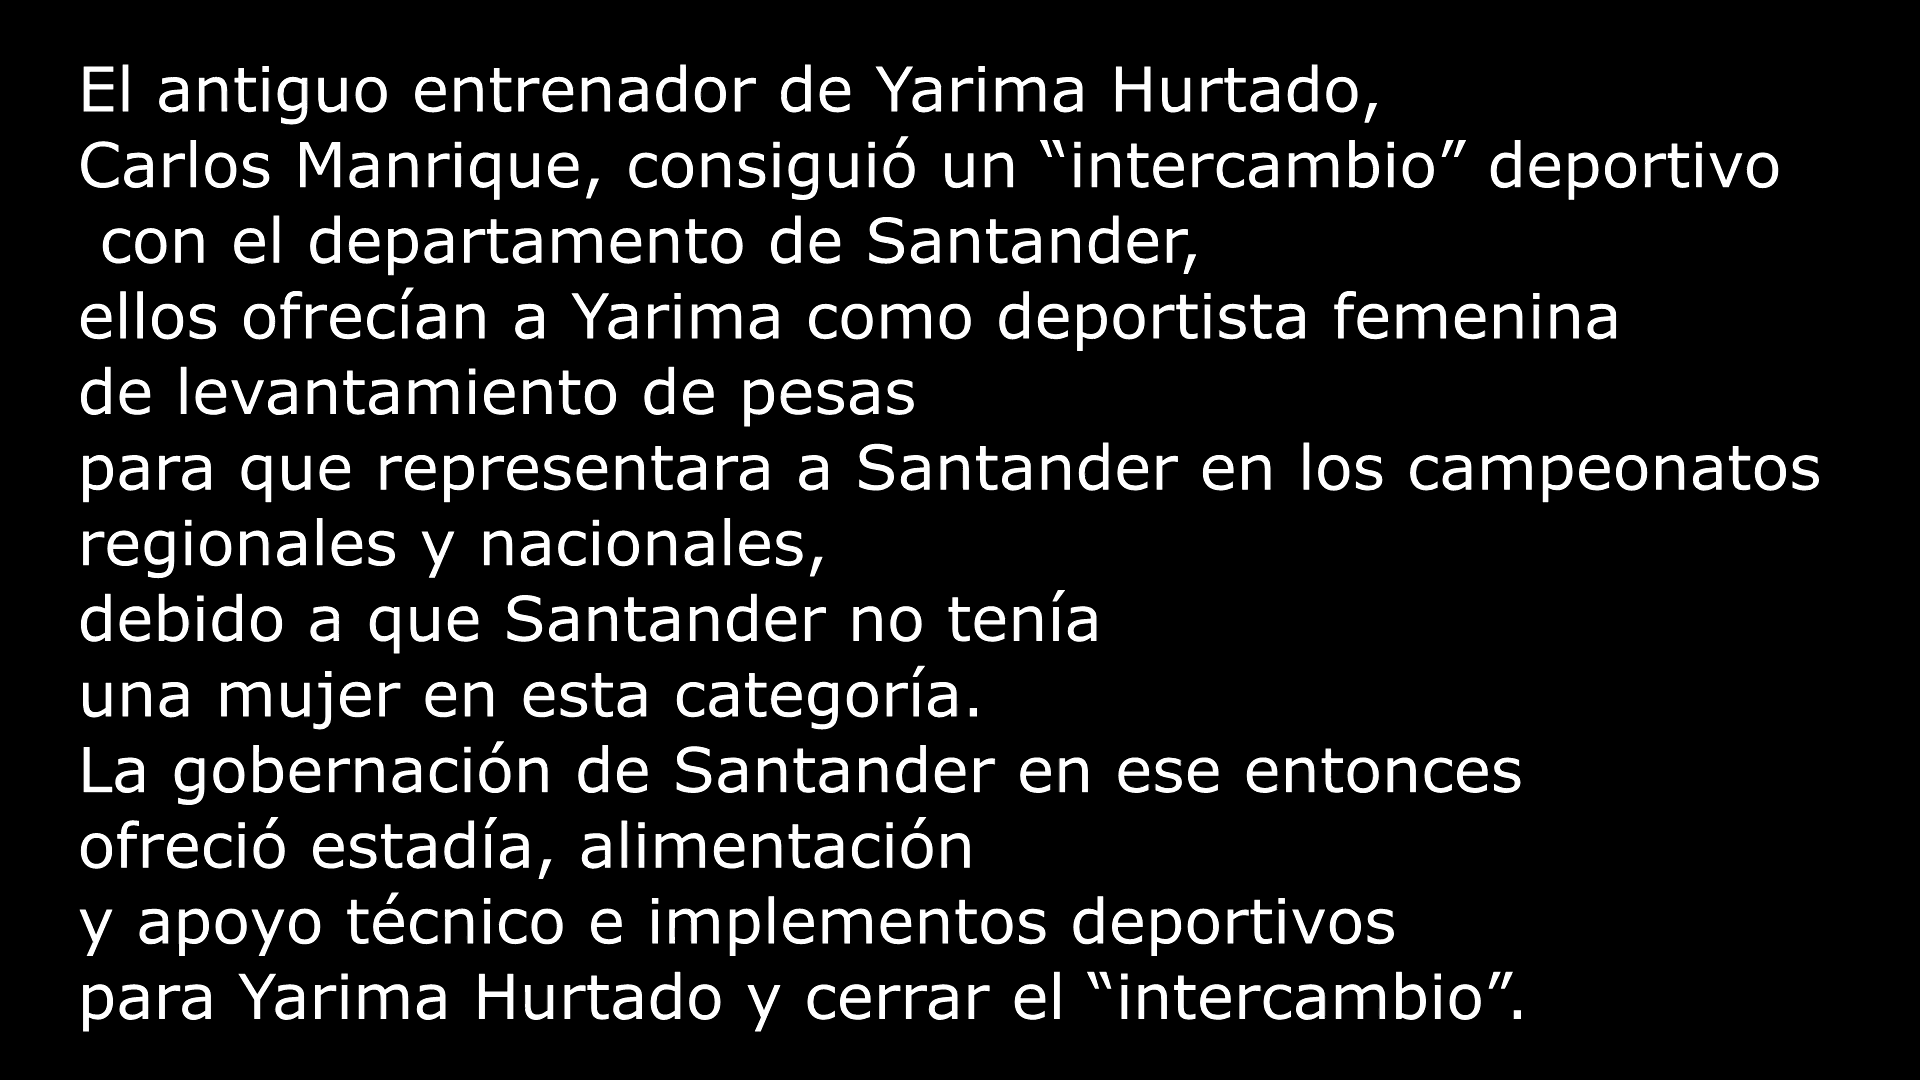 El antiguo entrenador de Yarima Hurtado,
Carlos Manrique, consiguió un “intercambio” deportivo
con el departamento de Santander,
ellos ofrecían a Yarima como deportista femenina
de levantamiento de pesas
para que representara a Santander en los campeonatos
regionales y nacionales,
debido a que Santander no tenía
una mujer en esta categoría.
La gobernación de Santander en ese entonces
ofreció estadía, alimentación
y apoyo técnico e implementos deportivos
para Yarima Hurtado y cerrar el “intercambio”.